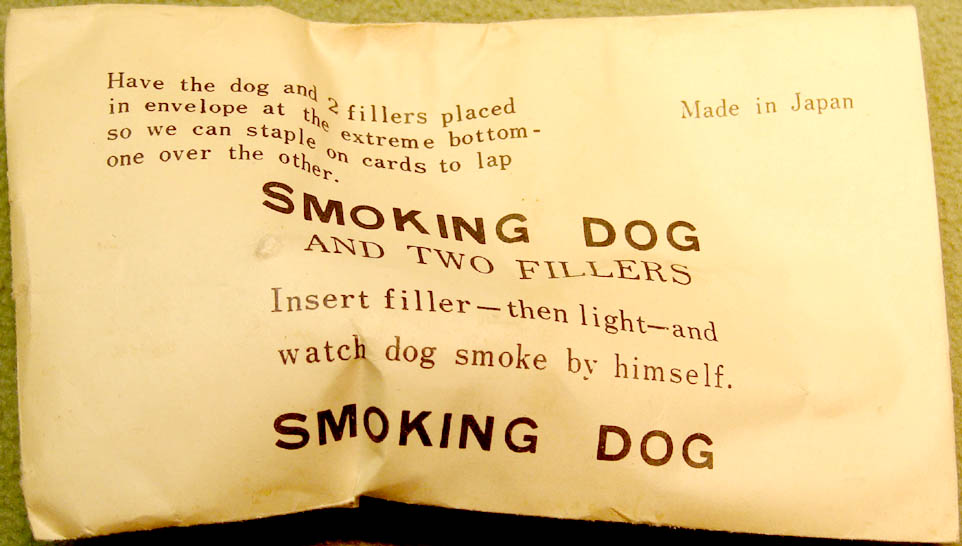 Have the dog and 2 fillers placed
in envelope at the extreme bottom-
so we can staple on cards to lap
one over the other.
Made in Japan
SMOKING DOG
AND TWO FILLERS
Insert filler—then light—and
watch dog smoke by himself.
SMOKING DOG